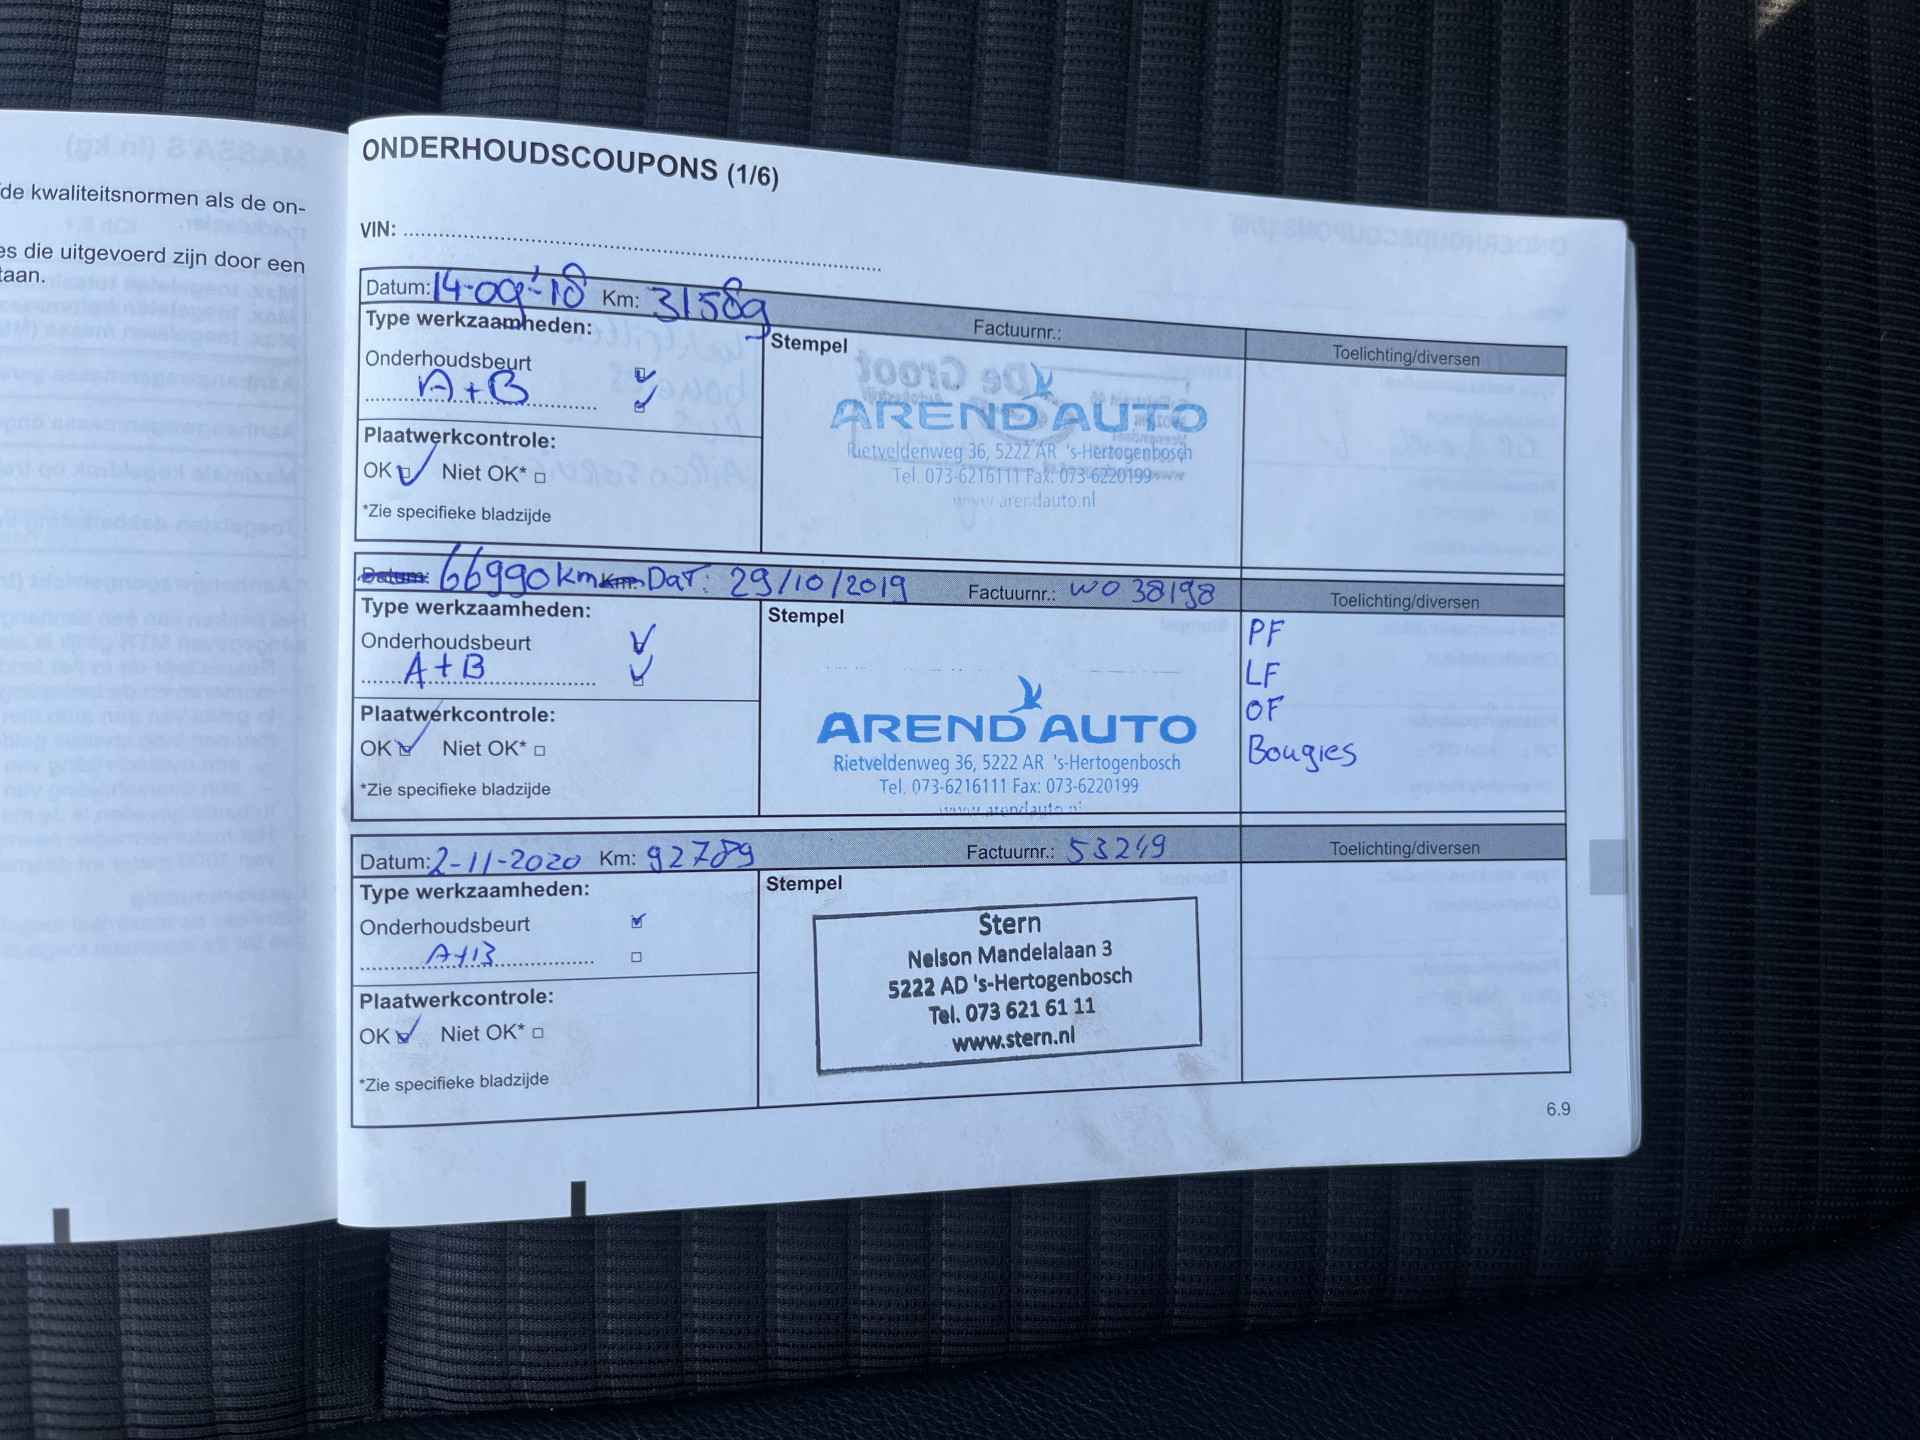 de kwaliteitsnormen als de on-
es die uitgevoerd zijn door een
taan.
ONDERHOUDSCOUPONS (1/6)
VIN:
Datum: 14-09-'18 Km: 31589 Factuurnr.: Toelichting/diversen
Type werkzaamheden:
Stempel
Onderhoudsbeurt
A+B
AREND AUTO
Rietveldenweg 36, 5222 AR 's-Hertogenbosch
Tel. 073-6216111 Fax: 073-6220199
www.arendauto.nl
Plaatwerkcontrole:
OK Niet OK*
*Zie specifieke bladzijde
Datum: 66990 km Km: DAT: 29/10/2019 Factuurnr.: WO 38198 Toelichting/diversen
Type werkzaamheden:
Stempel
Onderhoudsbeurt
A+B
AREND AUTO
Rietveldenweg 36, 5222 AR 's-Hertogenbosch
Tel. 073-6216111 Fax: 073-6220199
www.arendauto.nl
PF
LF
OF
Bougies
Plaatwerkcontrole:
OK Niet OK*
*Zie specifieke bladzijde
Datum: 2-11-2020 Km: 92789 Factuurnr.: 53249 Toelichting/diversen
Type werkzaamheden:
Stempel
Onderhoudsbeurt
A+B
Stern
Nelson Mandelalaan 3
5222 AD 's-Hertogenbosch
Tel. 073 621 61 11
www.stern.nl
Plaatwerkcontrole:
OK Niet OK*
*Zie specifieke bladzijde
6.9